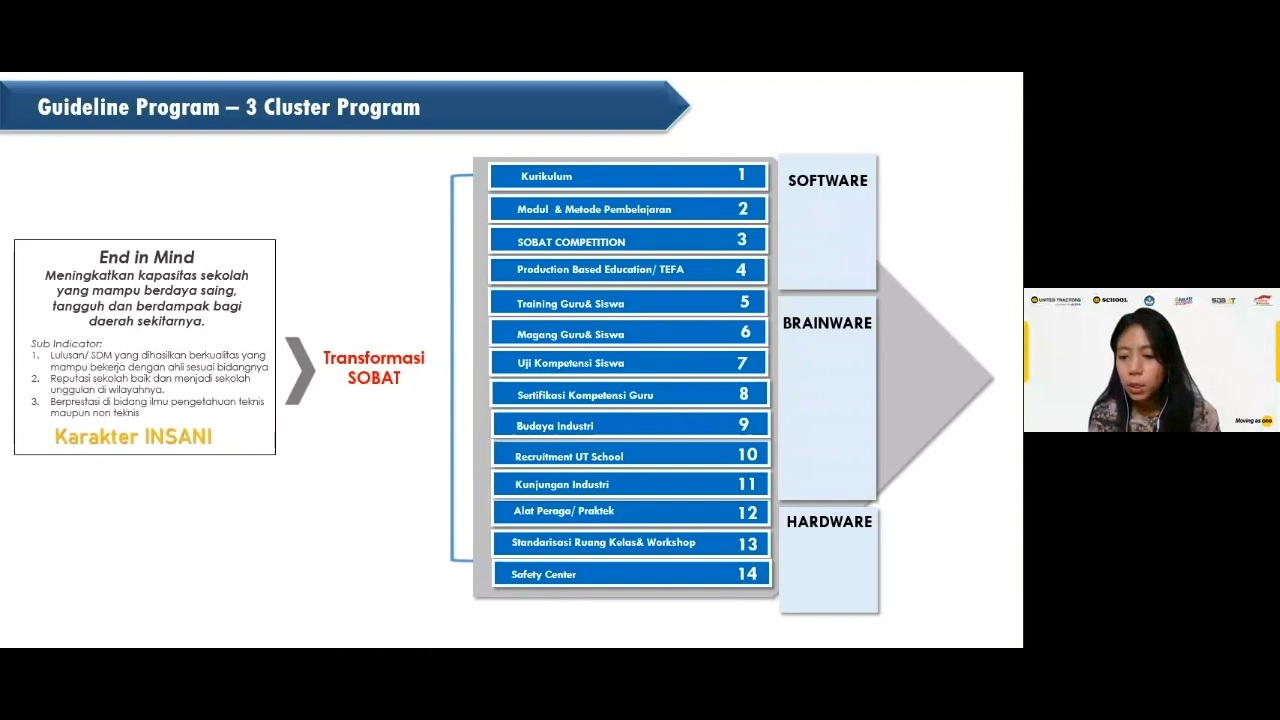 Guideline Program – 3 Cluster Program
End in Mind
Meningkatkan kapasitas sekolah
yang mampu berdaya saing,
tangguh dan berdampak bagi
daerah sekitarnya.
Sub Indicator:
1. Lulusan/ SDM yang dihasilkan berkualitas yang
mampu bekerja dengan ahli sesuai bidangnya
2. Reputasi sekolah baik dan menjadi sekolah
unggulan di wilayahnya.
3. Berprestasi di bidang ilmu pengetahuan teknis
maupun non teknis
Karakter INSANI
Transformasi
SOBAT
Kurikulum 1
Modul & Metode Pembelajaran 2
SOBAT COMPETITION 3
Production Based Education/ TEFA 4
Training Guru& Siswa 5
Magang Guru& Siswa 6
Uji Kompetensi Siswa 7
Sertifikasi Kompetensi Guru 8
Budaya Industri 9
Recruitment UT School 10
Kunjungan Industri 11
Alat Peraga/ Praktek 12
Standarisasi Ruang Kelas& Workshop 13
Safety Center 14
SOFTWARE
BRAINWARE
HARDWARE
UNITED TRACTORS
SCHOOL
SOBAT
Moving as one